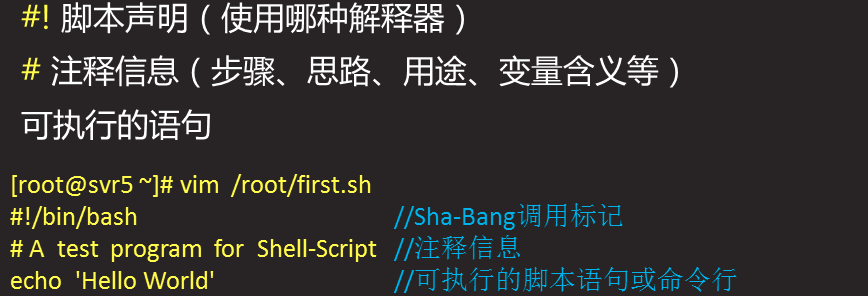 #! 脚本声明（使用哪种解释器）
# 注释信息（步骤、思路、用途、变量含义等）
可执行的语句
[root@svr5 ~]# vim /root/first.sh
#!/bin/bash //Sha-Bang调用标记
# A test program for Shell-Script //注释信息
echo 'Hello World' //可执行的脚本语句或命令行